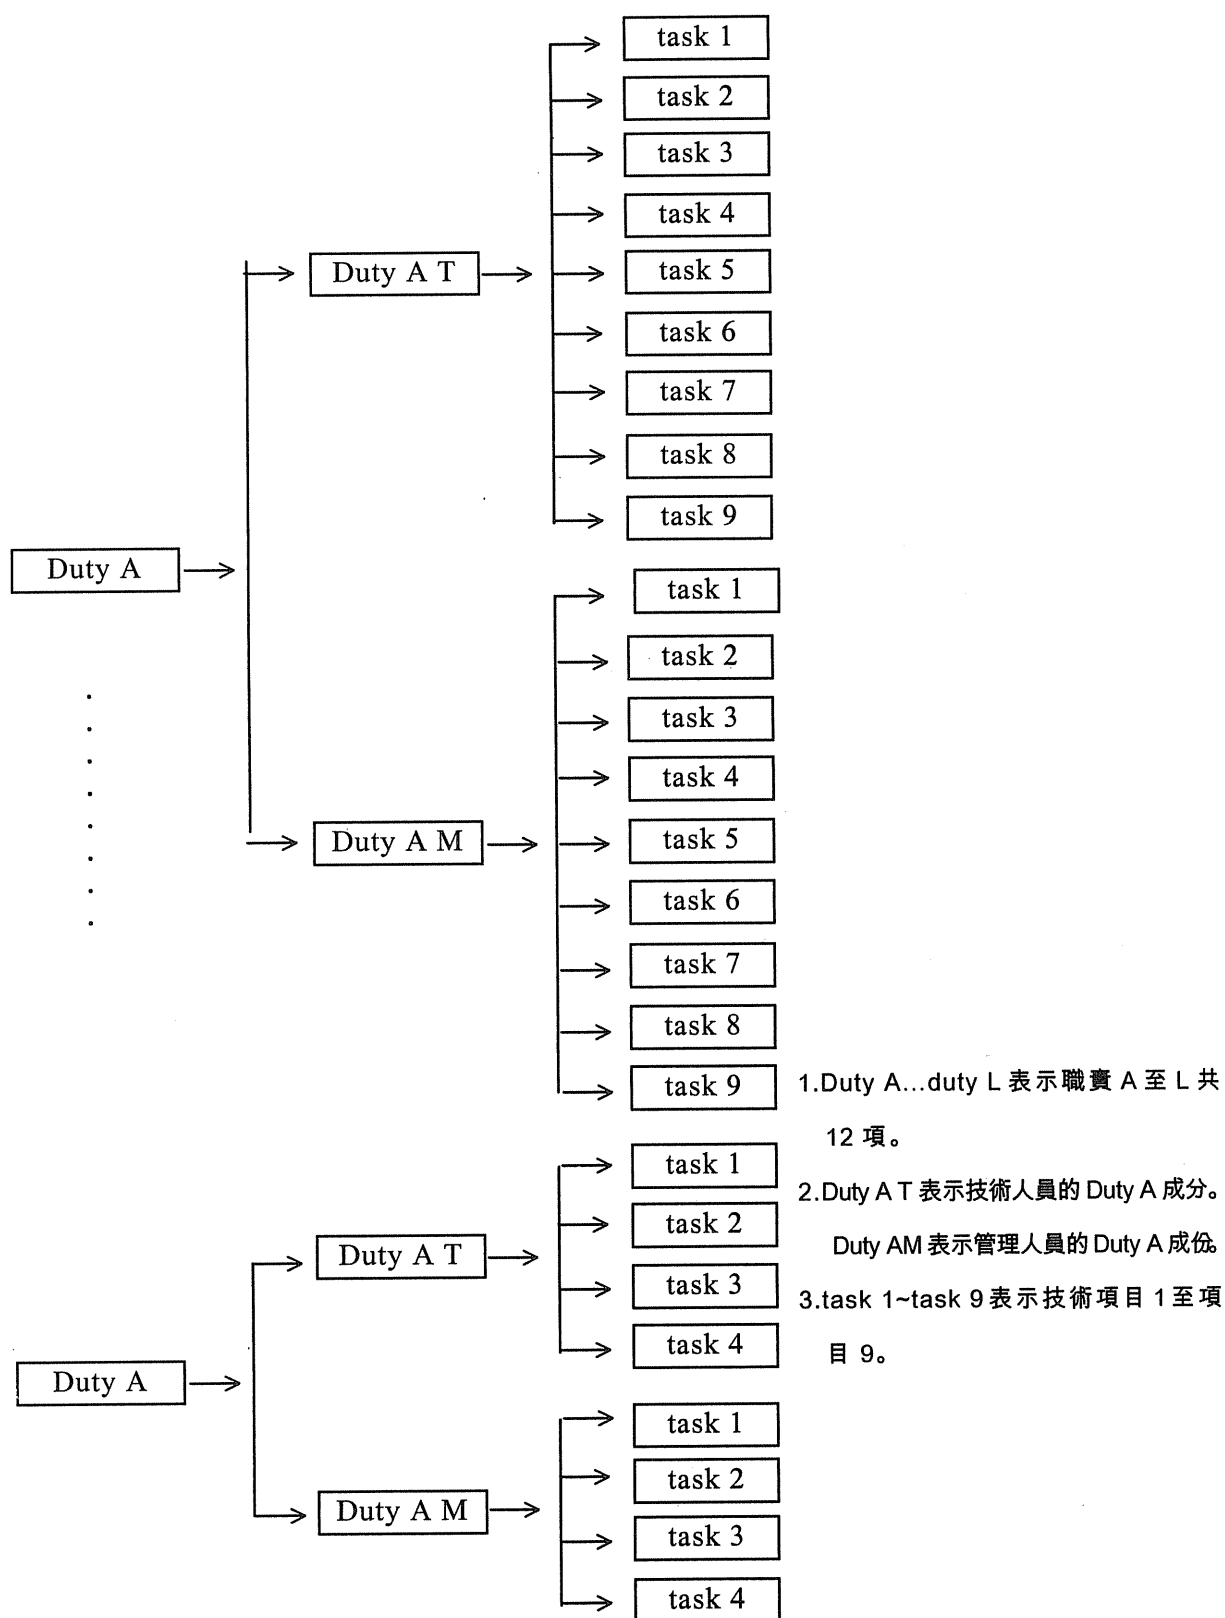 task 1
task 2
task 3
task 4
Duty A T
task 5
task 6
task 7
task 8
task 9
Duty A
task 1
task 2
task 3
task 4
Duty A M
task 5
task 6
task 7
task 8
task 9
1.Duty A...duty L 表示職責 A 至 L 共
12 項。
2.Duty A T 表示技術人員的 Duty A 成分。
Duty AM 表示管理人員的 Duty A 成份。
3.task 1~task 9 表示技術項目 1 至項
目 9。
task 1
task 2
Duty A T
task 3
task 4
Duty A
task 1
task 2
Duty A M
task 3
task 4